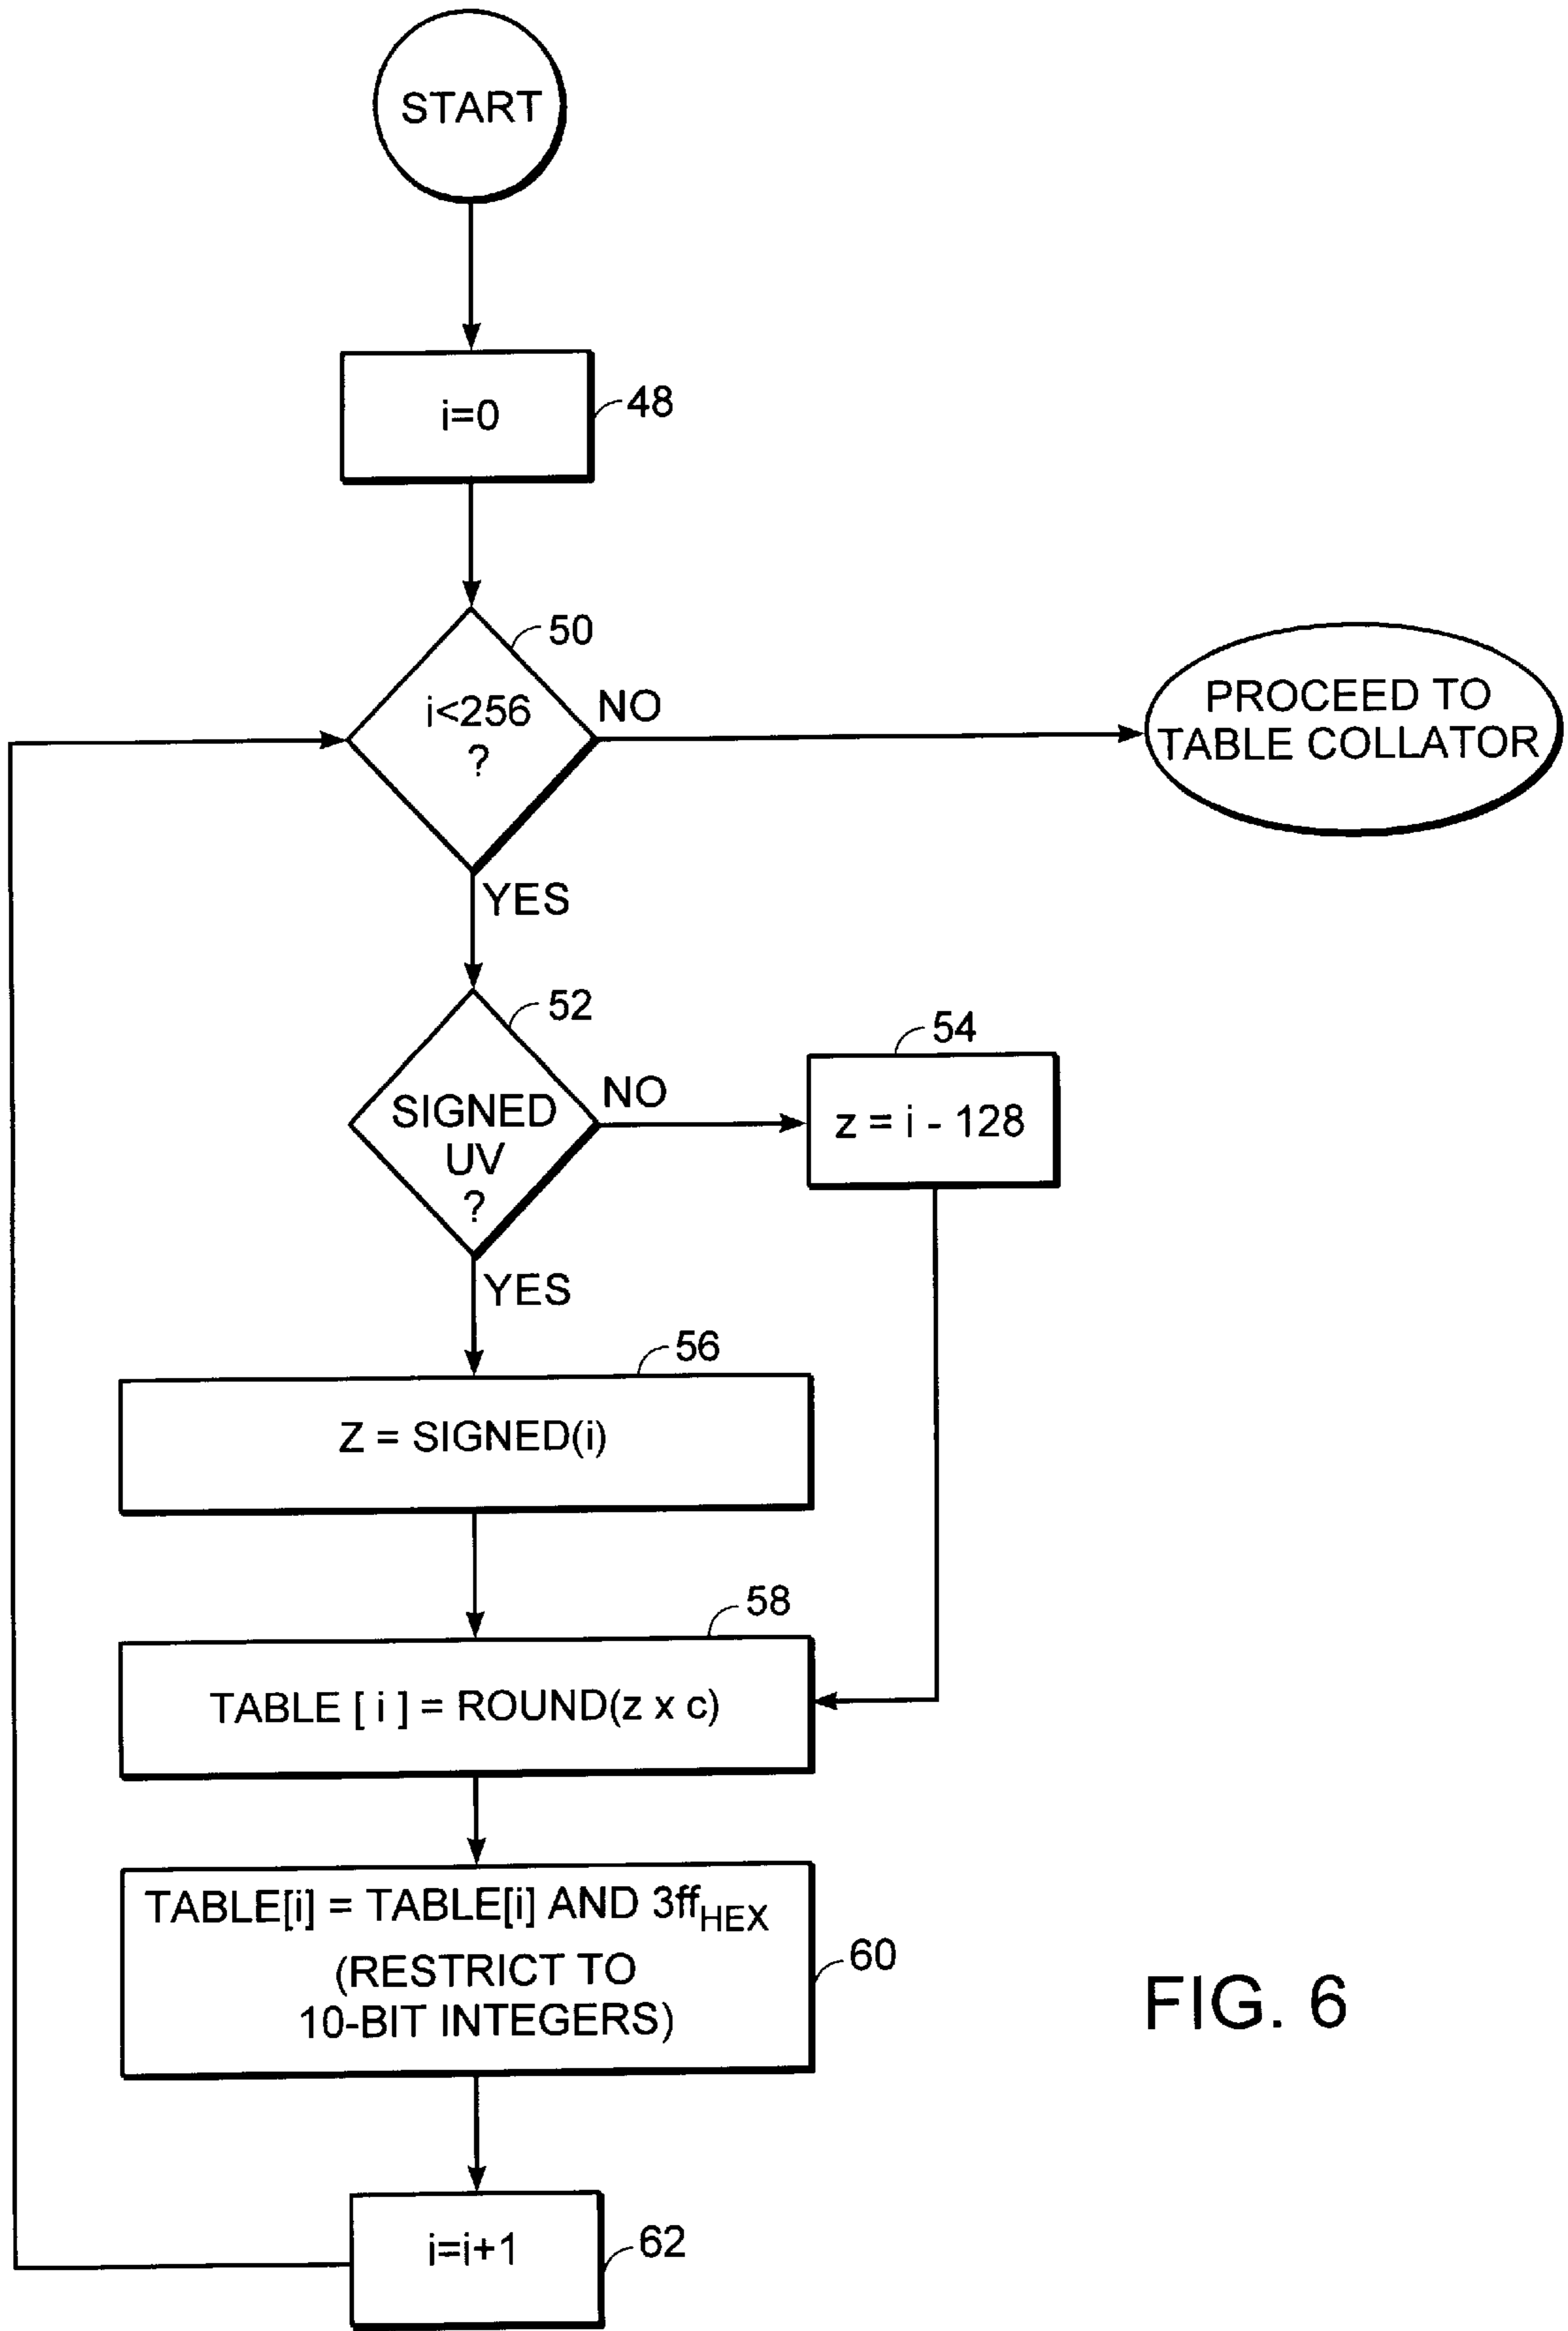 START
i=0
48
50
i<256
?
NO
PROCEED TO
TABLE COLLATOR
YES
52
SIGNED
UV
?
NO
54
z = i - 128
YES
56
Z = SIGNED(i)
58
TABLE [ i ] = ROUND(z x c)
TABLE[i] = TABLE[i] AND 3ffHEX
(RESTRICT TO
10-BIT INTEGERS)
60
FIG. 6
i=i+1
62